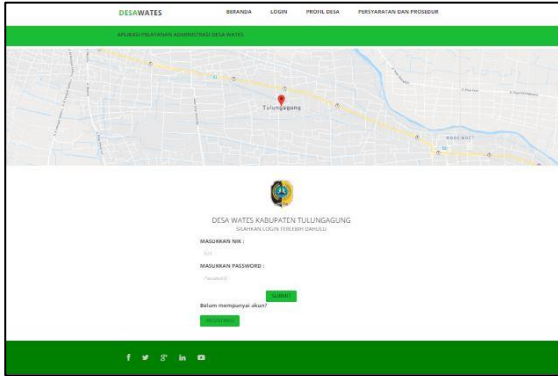 DESAWATES BERANDA LOGIN PROFIL DESA PERSYARATAN DAN PROSEDUR
APLIKASI PELAYANAN ADMINISTRASI DESA WATES
Tulungagung
DESA WATES KABUPATEN TULUNGAGUNG
SILAHKAN LOGIN TERLEBIH DAHULU
MASUKKAN NIK :
MASUKKAN PASSWORD :
Password
SUBMIT
Belum mempunyai akun?